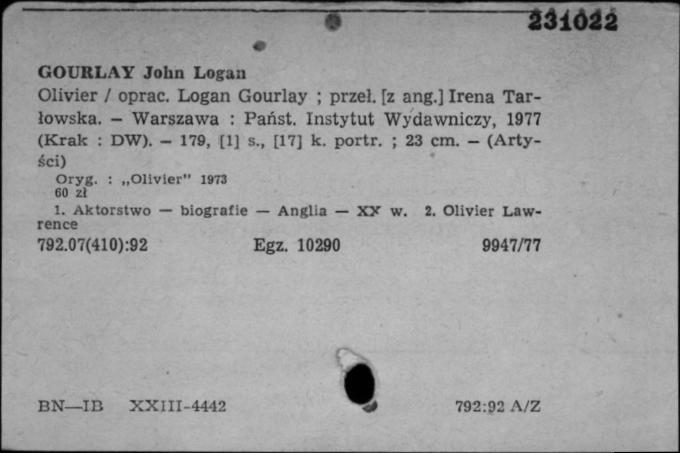 231022
GOURLAY John Logan
Olivier / oprac. Logan Gourlay ; przeł. [z ang.] Irena Tar-
łowska. — Warszawa : Państ. Instytut Wydawniczy, 1977
(Krak : DW). — 179, [1] s., [17] k. portr. ; 23 cm. — (Arty-
ści)
Oryg. : „Olivier” 1973
60 zł
1. Aktorstwo — biografie — Anglia — XX w. 2. Olivier Law-
rence
792.07(410):92 Egz. 10290 9947/77
BN—IB XXIII-4442 792:92 A/Z